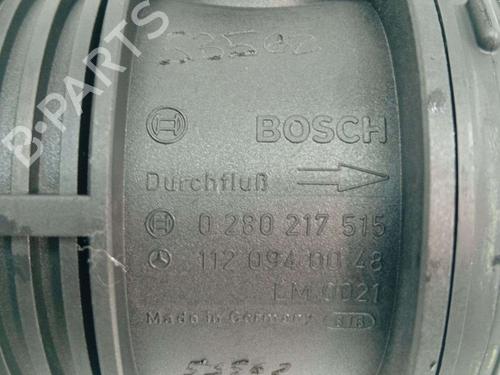 BOSCH
Durchfluß
0 280 217 515
112 094 00 48
LM 0021
Made in Germany
B-PARTS